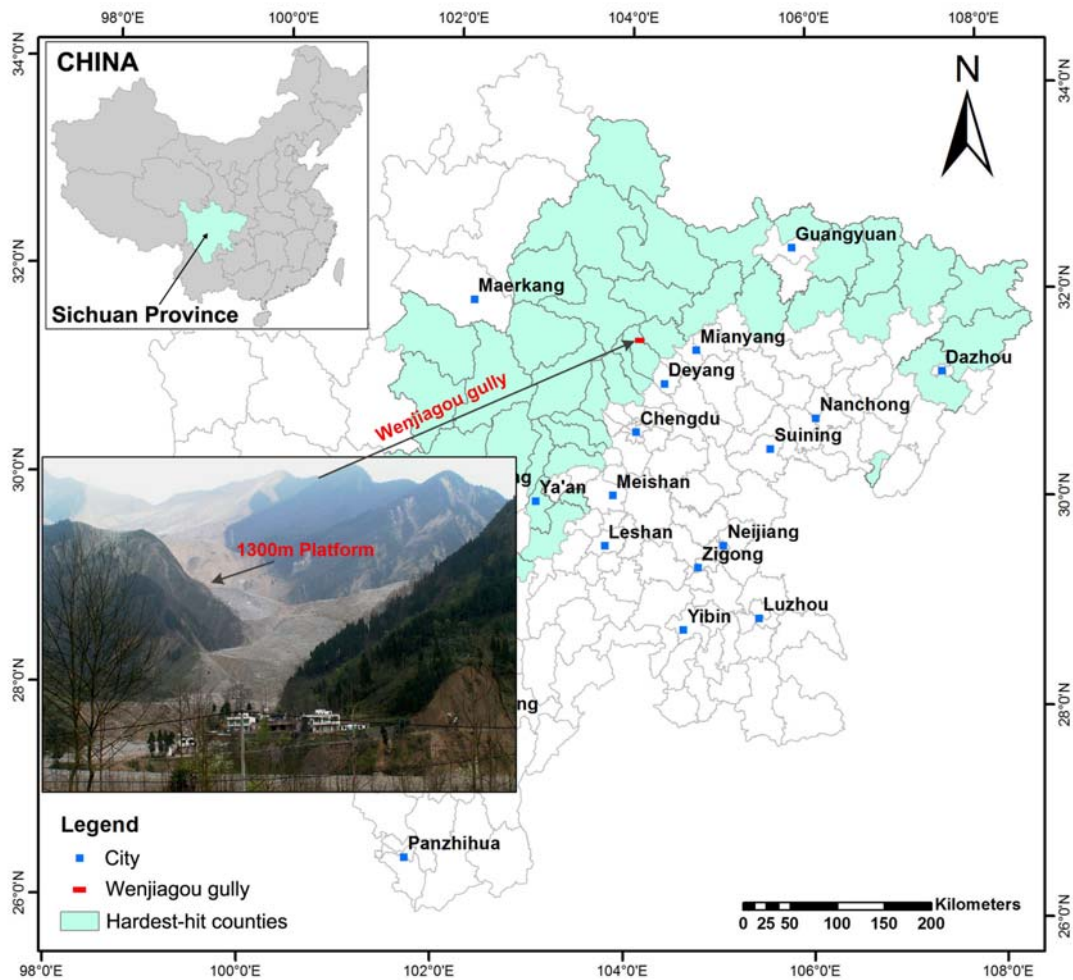 98°0'E 100°0'E 102°0'E 104°0'E 106°0'E 108°0'E
34°0'N
34°0'N
CHINA
N
Sichuan Province
Guangyuan
32°0'N
32°0'N
Maerkang
Mianyang
Deyang
Dazhou
Wenjiagou gully
Nanchong
Chengdu
Suining
30°0'N
30°0'N
ng
Ya'an
Meishan
1300m Platform
Leshan
Neijiang
Zigong
Yibin
Luzhou
28°0'N
28°0'N
ng
Legend
City
Wenjiagou gully
Hardest-hit counties
Panzhihua
26°0'N
26°0'N
Kilometers
0 25 50 100 150 200
98°0'E 100°0'E 102°0'E 104°0'E 106°0'E 108°0'E